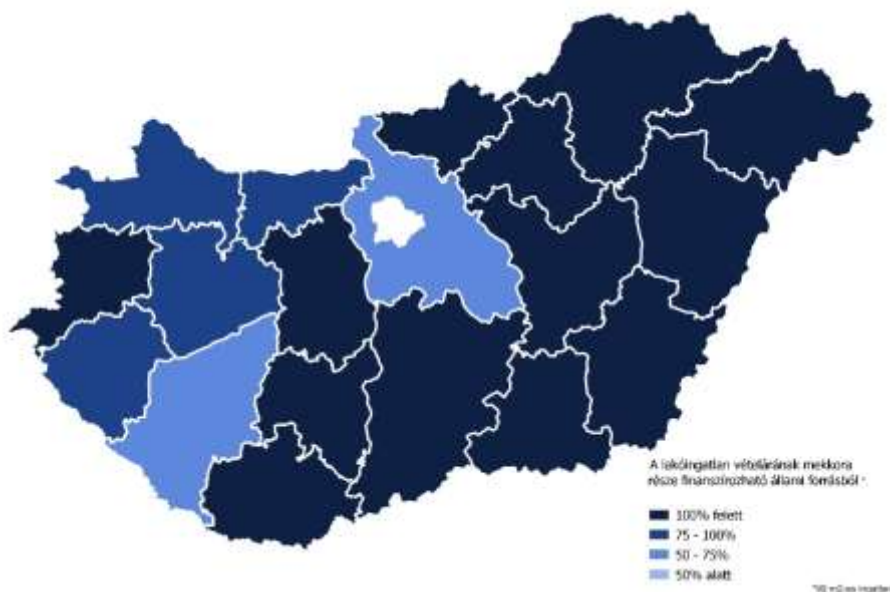 A lakóingatlan vételárának mekkora
része finanszírozható állami forrásból *.
100% felett
75 - 100%
50 - 75%
50% alatt